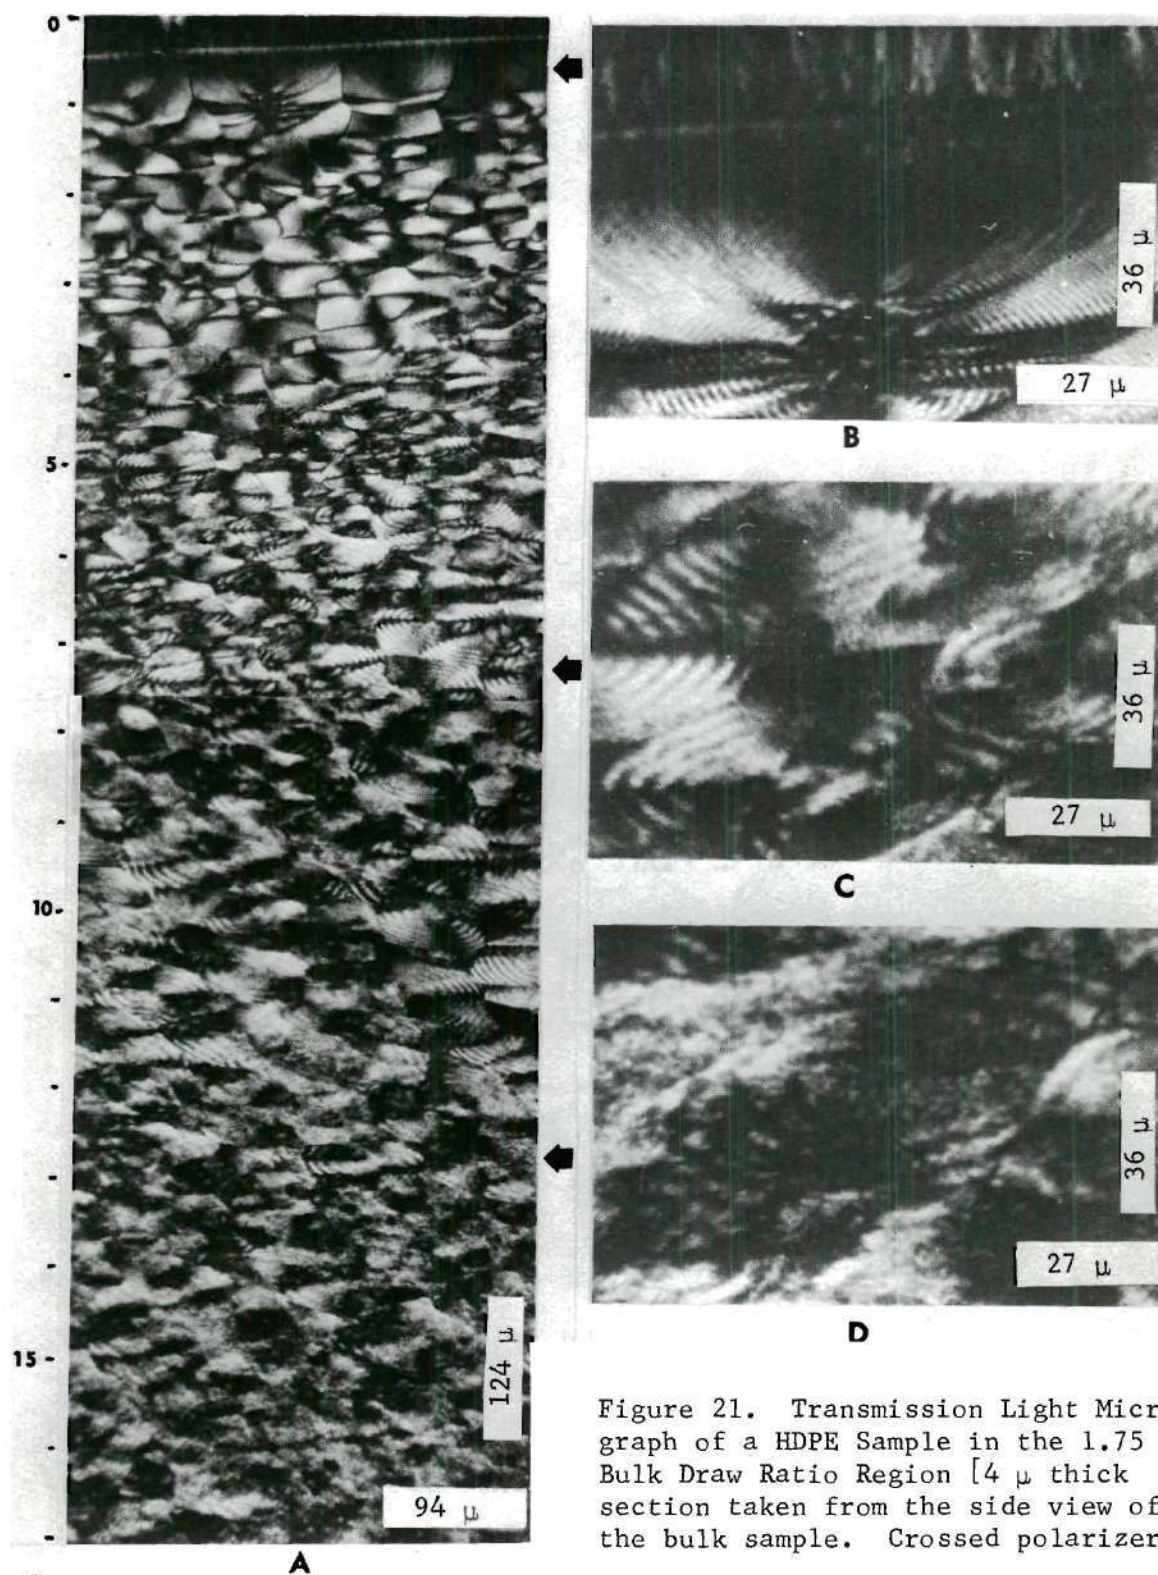 0
5
10
15
124 μ
94 μ
A
36 μ
27 μ
B
36 μ
27 μ
C
36 μ
27 μ
D
Figure 21. Transmission Light Micr
graph of a HDPE Sample in the 1.75
Bulk Draw Ratio Region [4 μ thick
section taken from the side view of
the bulk sample. Crossed polarizer